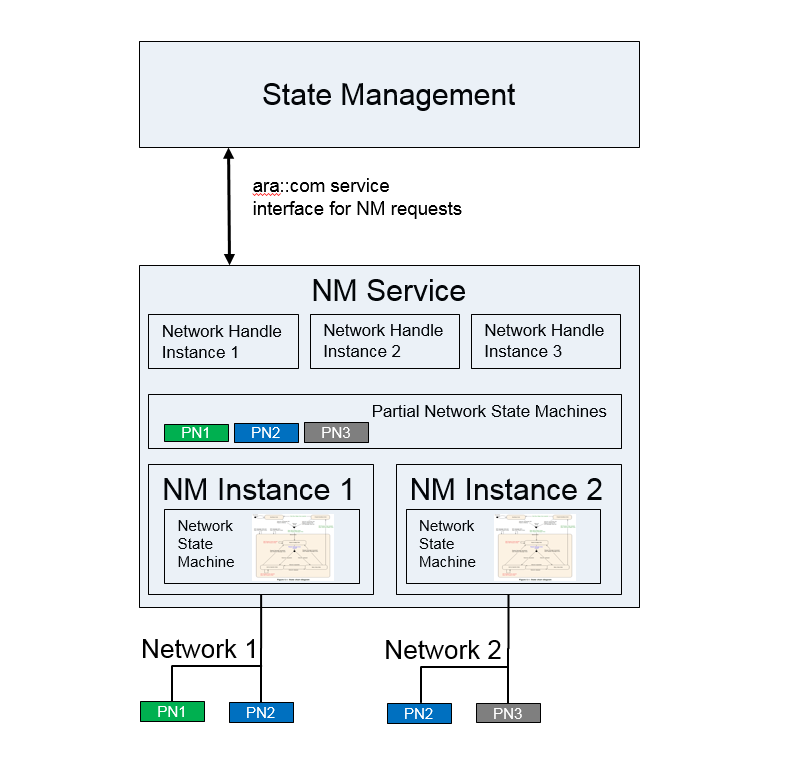 State Management
ara::com service
interface for NM requests
NM Service
Network Handle
Instance 1
Network Handle
Instance 2
Network Handle
Instance 3
Partial Network State Machines
PN1
PN2
PN3
NM Instance 1
Network
State
Machine
NM Instance 2
Network
State
Machine
Network 1
Network 2
PN1
PN2
PN2
PN3